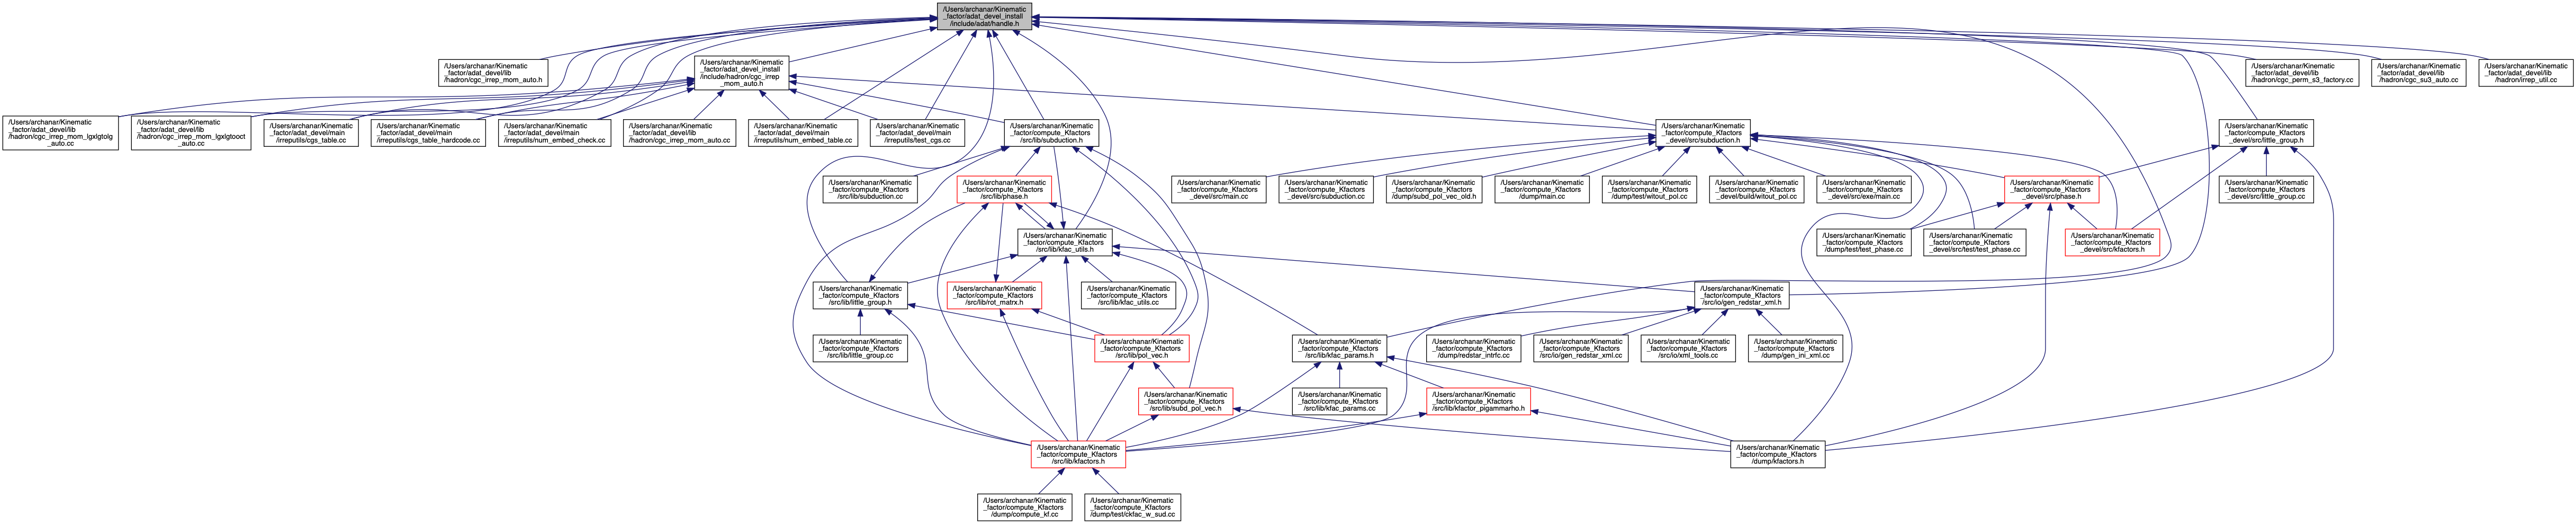 /Users/archanar/Kinematic
_factor/adat_devel_install
/include/adat/handle.h
/Users/archanar/Kinematic
_factor/adat_devel/lib
/hadron/cgc_irrep_mom_auto.h
/Users/archanar/Kinematic
_factor/adat_devel_install
/include/hadron/cgc_irrep
_mom_auto.h
/Users/archanar/Kinematic
_factor/adat_devel/lib
/hadron/cgc_perm_s3_factory.cc
/Users/archanar/Kinematic
_factor/adat_devel/lib
/hadron/cgc_su3_auto.cc
/Users/archanar/Kinematic
_factor/adat_devel/lib
/hadron/irrep_util.cc
/Users/archanar/Kinematic
_factor/adat_devel/lib
/hadron/cgc_irrep_mom_lgxlgtolg
_auto.cc
/Users/archanar/Kinematic
_factor/adat_devel/lib
/hadron/cgc_irrep_mom_lgxlgtooct
_auto.cc
/Users/archanar/Kinematic
_factor/adat_devel/main
/irreputils/cgs_table.cc
/Users/archanar/Kinematic
_factor/adat_devel/main
/irreputils/cgs_table_hardcode.cc
/Users/archanar/Kinematic
_factor/adat_devel/main
/irreputils/num_embed_check.cc
/Users/archanar/Kinematic
_factor/adat_devel/lib
/hadron/cgc_irrep_mom_auto.cc
/Users/archanar/Kinematic
_factor/adat_devel/main
/irreputils/num_embed_table.cc
/Users/archanar/Kinematic
_factor/adat_devel/main
/irreputils/test_cgs.cc
/Users/archanar/Kinematic
_factor/compute_Kfactors
/src/lib/subduction.h
/Users/archanar/Kinematic
_factor/compute_Kfactors
_devel/src/subduction.h
/Users/archanar/Kinematic
_factor/compute_Kfactors
_devel/src/little_group.h
/Users/archanar/Kinematic
_factor/compute_Kfactors
/src/lib/subduction.cc
/Users/archanar/Kinematic
_factor/compute_Kfactors
/src/lib/phase.h
/Users/archanar/Kinematic
_factor/compute_Kfactors
_devel/src/main.cc
/Users/archanar/Kinematic
_factor/compute_Kfactors
_devel/src/subduction.cc
/Users/archanar/Kinematic
_factor/compute_Kfactors
/dump/subd_pol_vec_old.h
/Users/archanar/Kinematic
_factor/compute_Kfactors
/dump/main.cc
/Users/archanar/Kinematic
_factor/compute_Kfactors
/dump/test/witout_pol.cc
/Users/archanar/Kinematic
_factor/compute_Kfactors
_devel/build/witout_pol.cc
/Users/archanar/Kinematic
_factor/compute_Kfactors
_devel/src/exe/main.cc
/Users/archanar/Kinematic
_factor/compute_Kfactors
_devel/src/phase.h
/Users/archanar/Kinematic
_factor/compute_Kfactors
_devel/src/little_group.cc
/Users/archanar/Kinematic
_factor/compute_Kfactors
/src/lib/kfac_utils.h
/Users/archanar/Kinematic
_factor/compute_Kfactors
/dump/test/test_phase.cc
/Users/archanar/Kinematic
_factor/compute_Kfactors
_devel/src/test/test_phase.cc
/Users/archanar/Kinematic
_factor/compute_Kfactors
_devel/src/kfactors.h
/Users/archanar/Kinematic
_factor/compute_Kfactors
/src/lib/little_group.h
/Users/archanar/Kinematic
_factor/compute_Kfactors
/src/lib/rot_matrx.h
/Users/archanar/Kinematic
_factor/compute_Kfactors
/src/lib/kfac_utils.cc
/Users/archanar/Kinematic
_factor/compute_Kfactors
/src/io/gen_redstar_xml.h
/Users/archanar/Kinematic
_factor/compute_Kfactors
/src/lib/little_group.cc
/Users/archanar/Kinematic
_factor/compute_Kfactors
/src/lib/pol_vec.h
/Users/archanar/Kinematic
_factor/compute_Kfactors
/src/lib/kfac_params.h
/Users/archanar/Kinematic
_factor/compute_Kfactors
/dump/redstar_intrfc.cc
/Users/archanar/Kinematic
_factor/compute_Kfactors
/src/io/gen_redstar_xml.cc
/Users/archanar/Kinematic
_factor/compute_Kfactors
/src/io/xml_tools.cc
/Users/archanar/Kinematic
_factor/compute_Kfactors
/dump/gen_ini_xml.cc
/Users/archanar/Kinematic
_factor/compute_Kfactors
/src/lib/subd_pol_vec.h
/Users/archanar/Kinematic
_factor/compute_Kfactors
/src/lib/kfac_params.cc
/Users/archanar/Kinematic
_factor/compute_Kfactors
/src/lib/kfactor_pigammarho.h
/Users/archanar/Kinematic
_factor/compute_Kfactors
/src/lib/kfactors.h
/Users/archanar/Kinematic
_factor/compute_Kfactors
/dump/kfactors.h
/Users/archanar/Kinematic
_factor/compute_Kfactors
/dump/compute_kf.cc
/Users/archanar/Kinematic
_factor/compute_Kfactors
/dump/test/ckfac_w_sud.cc